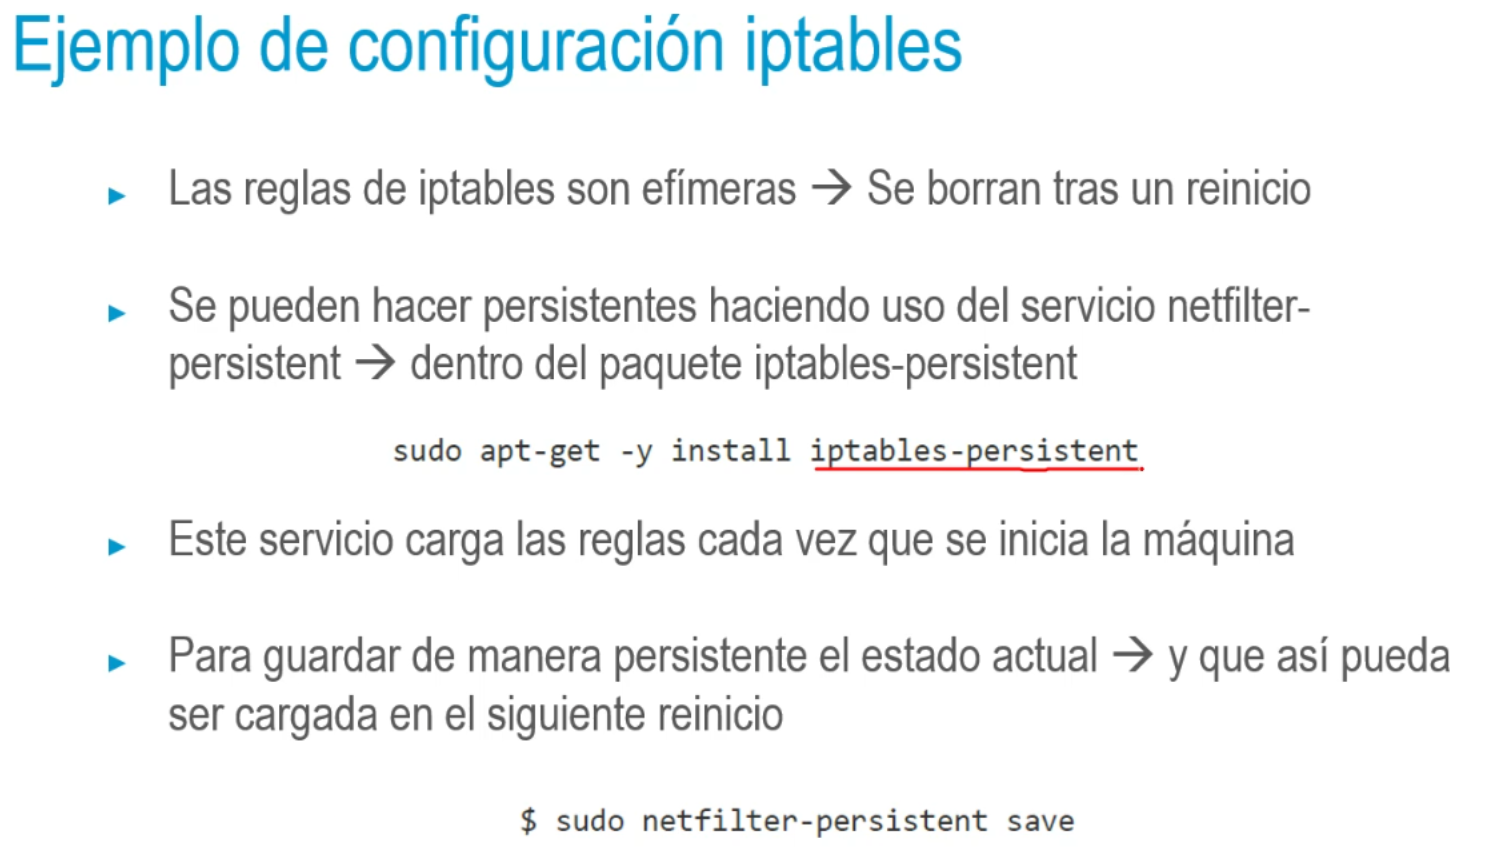 Ejemplo de configuración iptables
Las reglas de iptables son efímeras → Se borran tras un reinicio
Se pueden hacer persistentes haciendo uso del servicio netfilter-
persistent → dentro del paquete iptables-persistent
sudo apt-get -y install iptables-persistent
Este servicio carga las reglas cada vez que se inicia la máquina
Para guardar de manera persistente el estado actual → y que así pueda
ser cargada en el siguiente reinicio
$ sudo netfilter-persistent save